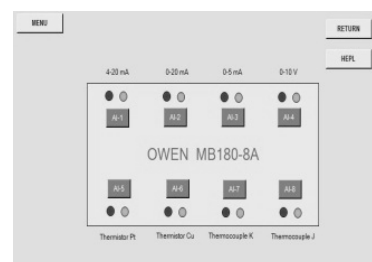 MENU
RETURN
HEPL
4-20 mA 0-20 mA 0-5 mA 0-10 V
AI-1 AI-2 AI-3 AI-4
OWEN MB180-8A
AI-5 AI-6 AI-7 AI-8
Thermistor Pt Thermistor Cu Thermocouple K Thermocouple J